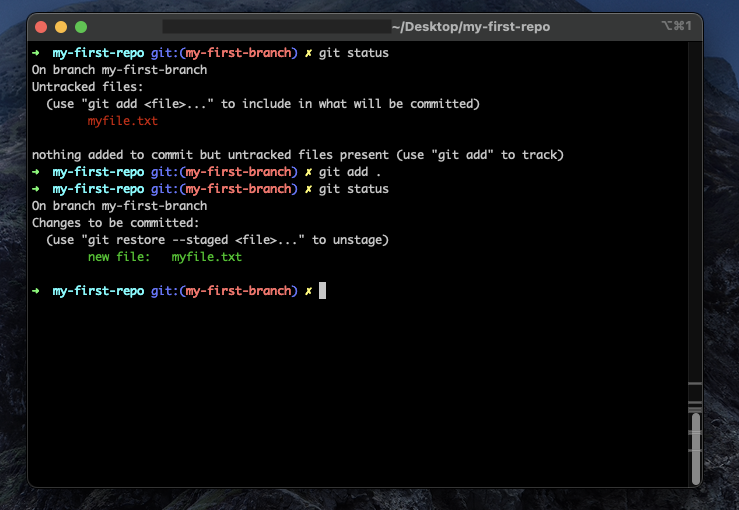 ~/Desktop/my-first-repo ⌥⌘1
➜  my-first-repo git:(my-first-branch) ✗ git status
On branch my-first-branch
Untracked files:
  (use "git add <file>..." to include in what will be committed)
        myfile.txt
nothing added to commit but untracked files present (use "git add" to track)
➜  my-first-repo git:(my-first-branch) ✗ git add .
➜  my-first-repo git:(my-first-branch) ✗ git status
On branch my-first-branch
Changes to be committed:
  (use "git restore --staged <file>..." to unstage)
        new file:   myfile.txt
➜  my-first-repo git:(my-first-branch) ✗